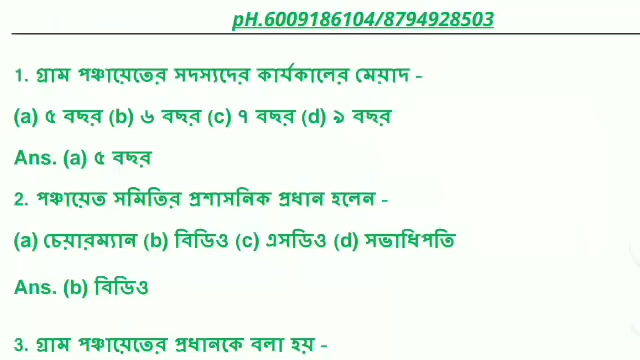 pH.6009186104/8794928503
1. গ্রাম পঞ্চায়েতের সদস্যদের কার্যকালের মেয়াদ –
(a) ৫ বছর (b) ৬ বছর (c) ৭ বছর (d) ৯ বছর
Ans. (a) ৫ বছর
2. পঞ্চায়েত সমিতির প্রশাসনিক প্রধান হলেন –
(a) চেয়ারম্যান (b) বিডিও (c) এসডিও (d) সভাধিপতি
Ans. (b) বিডিও
3. গ্রাম পঞ্চায়েতের প্রধানকে বলা হয় –